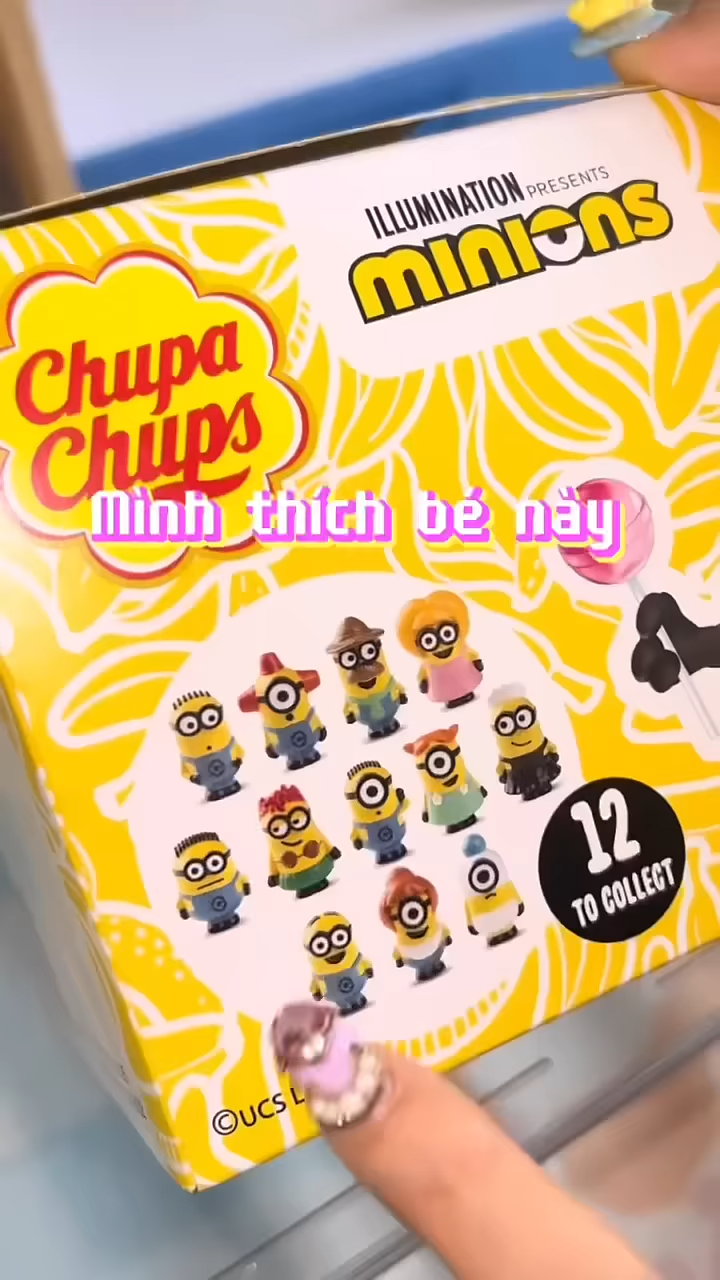 ILLUMINATION PRESENTS
minions
Chupa
Chups
Mình thích bé này
12
TO COLLECT
©UCS L